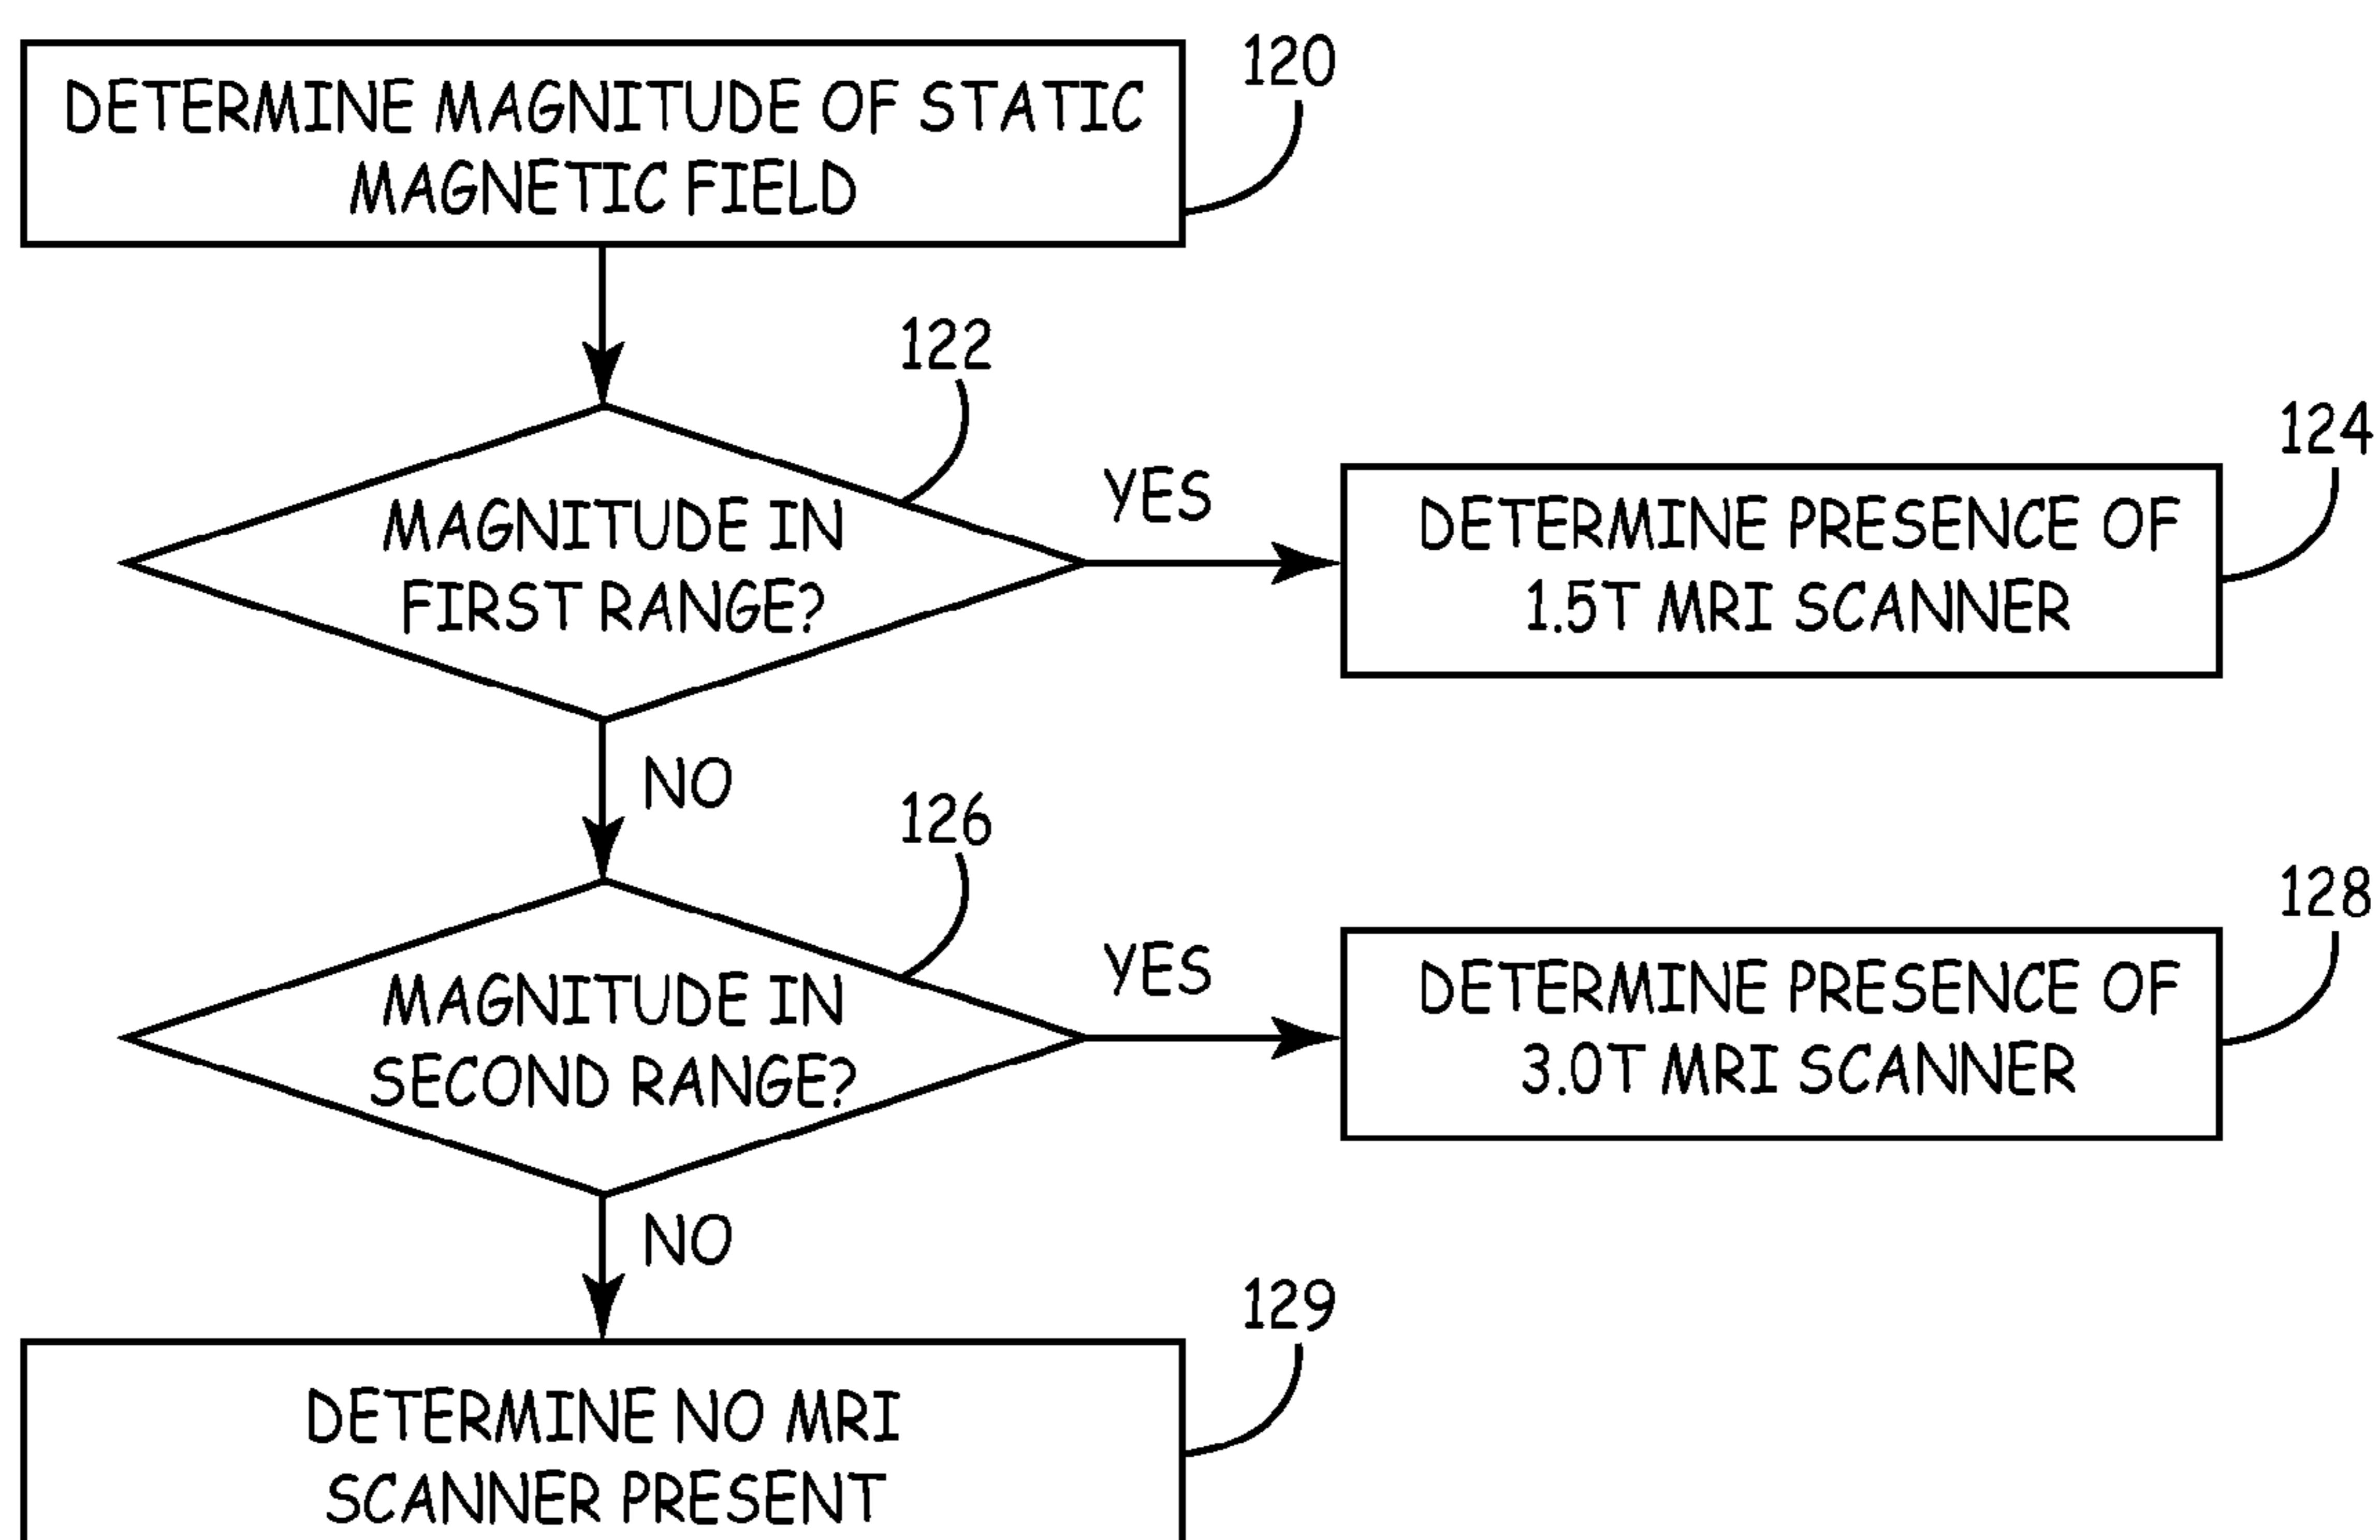 DETERMINE MAGNITUDE OF STATIC
MAGNETIC FIELD
120
122
MAGNITUDE IN
FIRST RANGE?
YES
124
DETERMINE PRESENCE OF
1.5T MRI SCANNER
NO
126
MAGNITUDE IN
SECOND RANGE?
YES
128
DETERMINE PRESENCE OF
3.0T MRI SCANNER
NO
129
DETERMINE NO MRI
SCANNER PRESENT